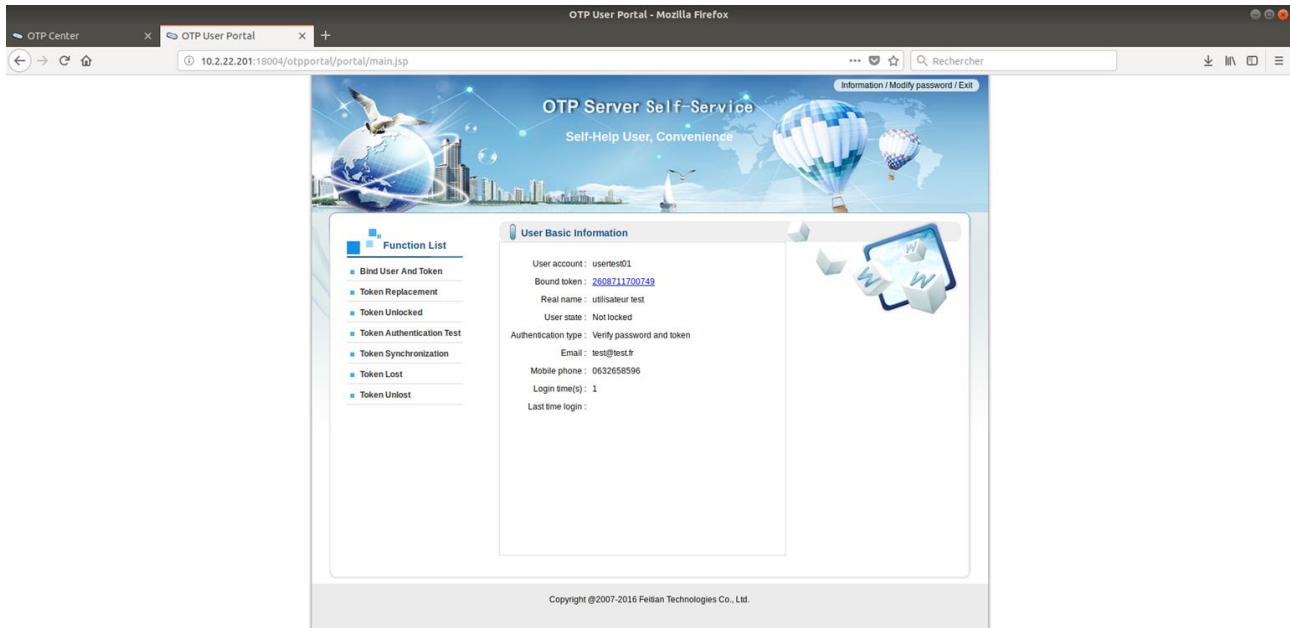 OTP User Portal - Mozilla Firefox
OTP Center
OTP User Portal
10.2.22.201:18004/otpportal/portal/main.jsp
Rechercher
Information / Modify password / Exit
OTP Server Self-Service
Self-Help User, Convenience
Function List
Bind User And Token
Token Replacement
Token Unlocked
Token Authentication Test
Token Synchronization
Token Lost
Token Unlost
User Basic Information
User account : usertest01
Bound token : 2608711700749
Real name : utilisateur test
User state : Not locked
Authentication type : Verify password and token
Email : test@test.fr
Mobile phone : 0632658596
Login time(s) : 1
Last time login :
W
W
W
W
Copyright @2007-2016 Feitian Technologies Co., Ltd.